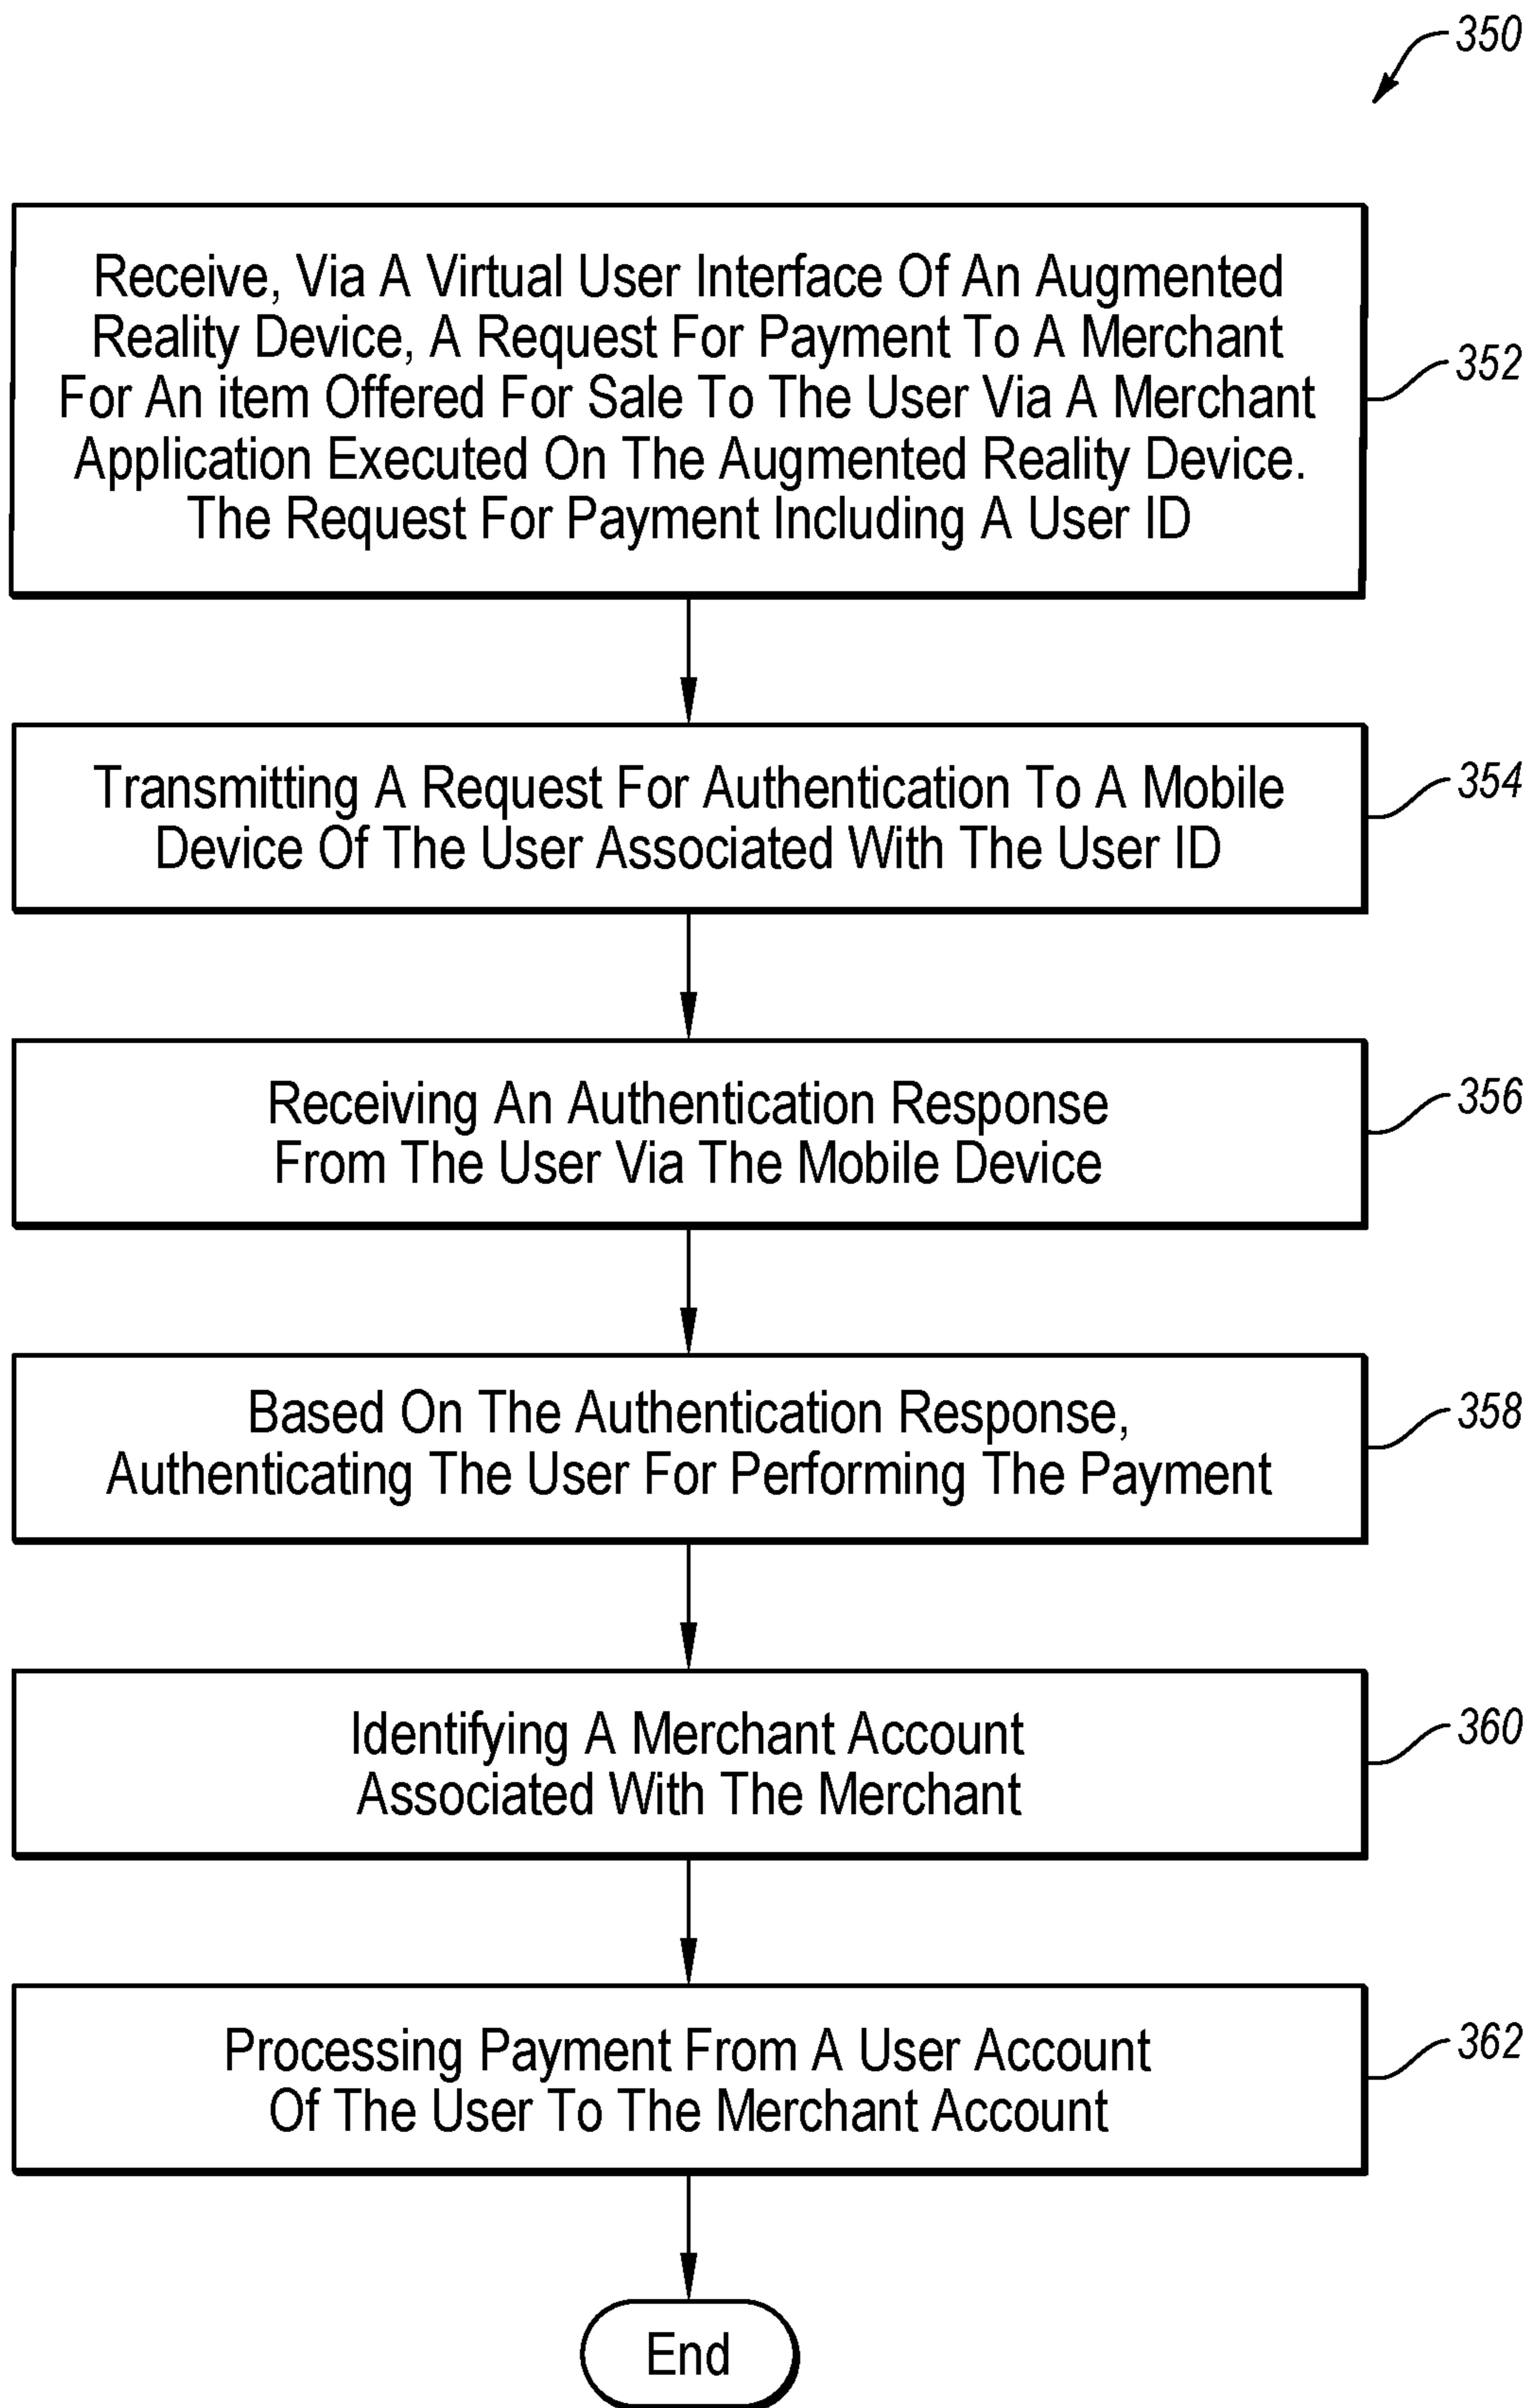 350
Receive, Via A Virtual User Interface Of An Augmented
Reality Device, A Request For Payment To A Merchant
For An item Offered For Sale To The User Via A Merchant
Application Executed On The Augmented Reality Device.
The Request For Payment Including A User ID
352
Transmitting A Request For Authentication To A Mobile
Device Of The User Associated With The User ID
354
Receiving An Authentication Response
From The User Via The Mobile Device
356
Based On The Authentication Response,
Authenticating The User For Performing The Payment
358
Identifying A Merchant Account
Associated With The Merchant
360
Processing Payment From A User Account
Of The User To The Merchant Account
362
End